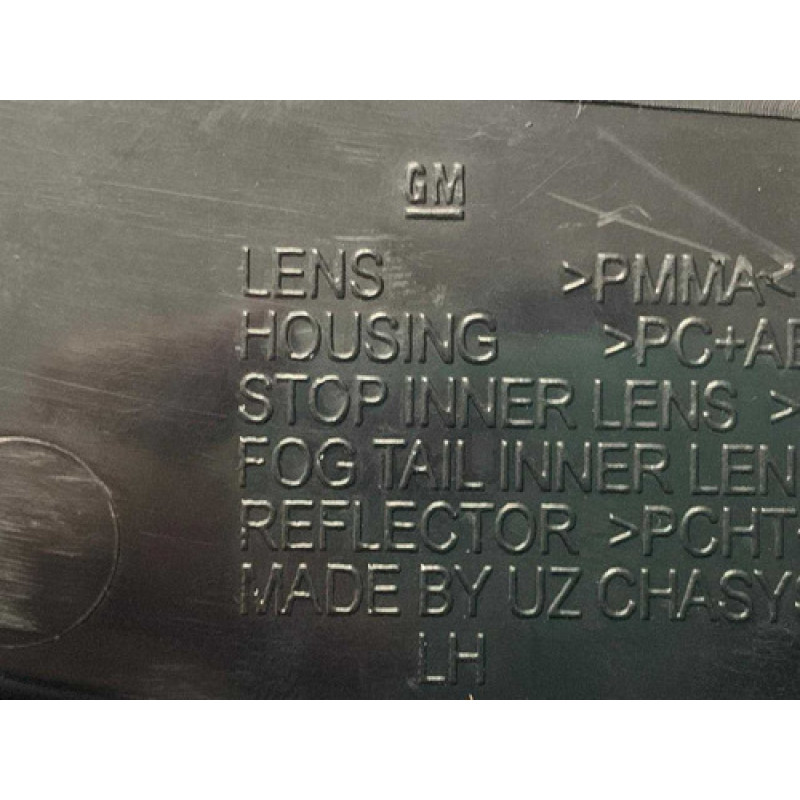 GM
LENS >PMMA<
HOUSING >PC+AB
STOP INNER LENS >
FOG TAIL INNER LEN
REFLECTOR >PCHT
MADE BY UZ CHASYS
LH